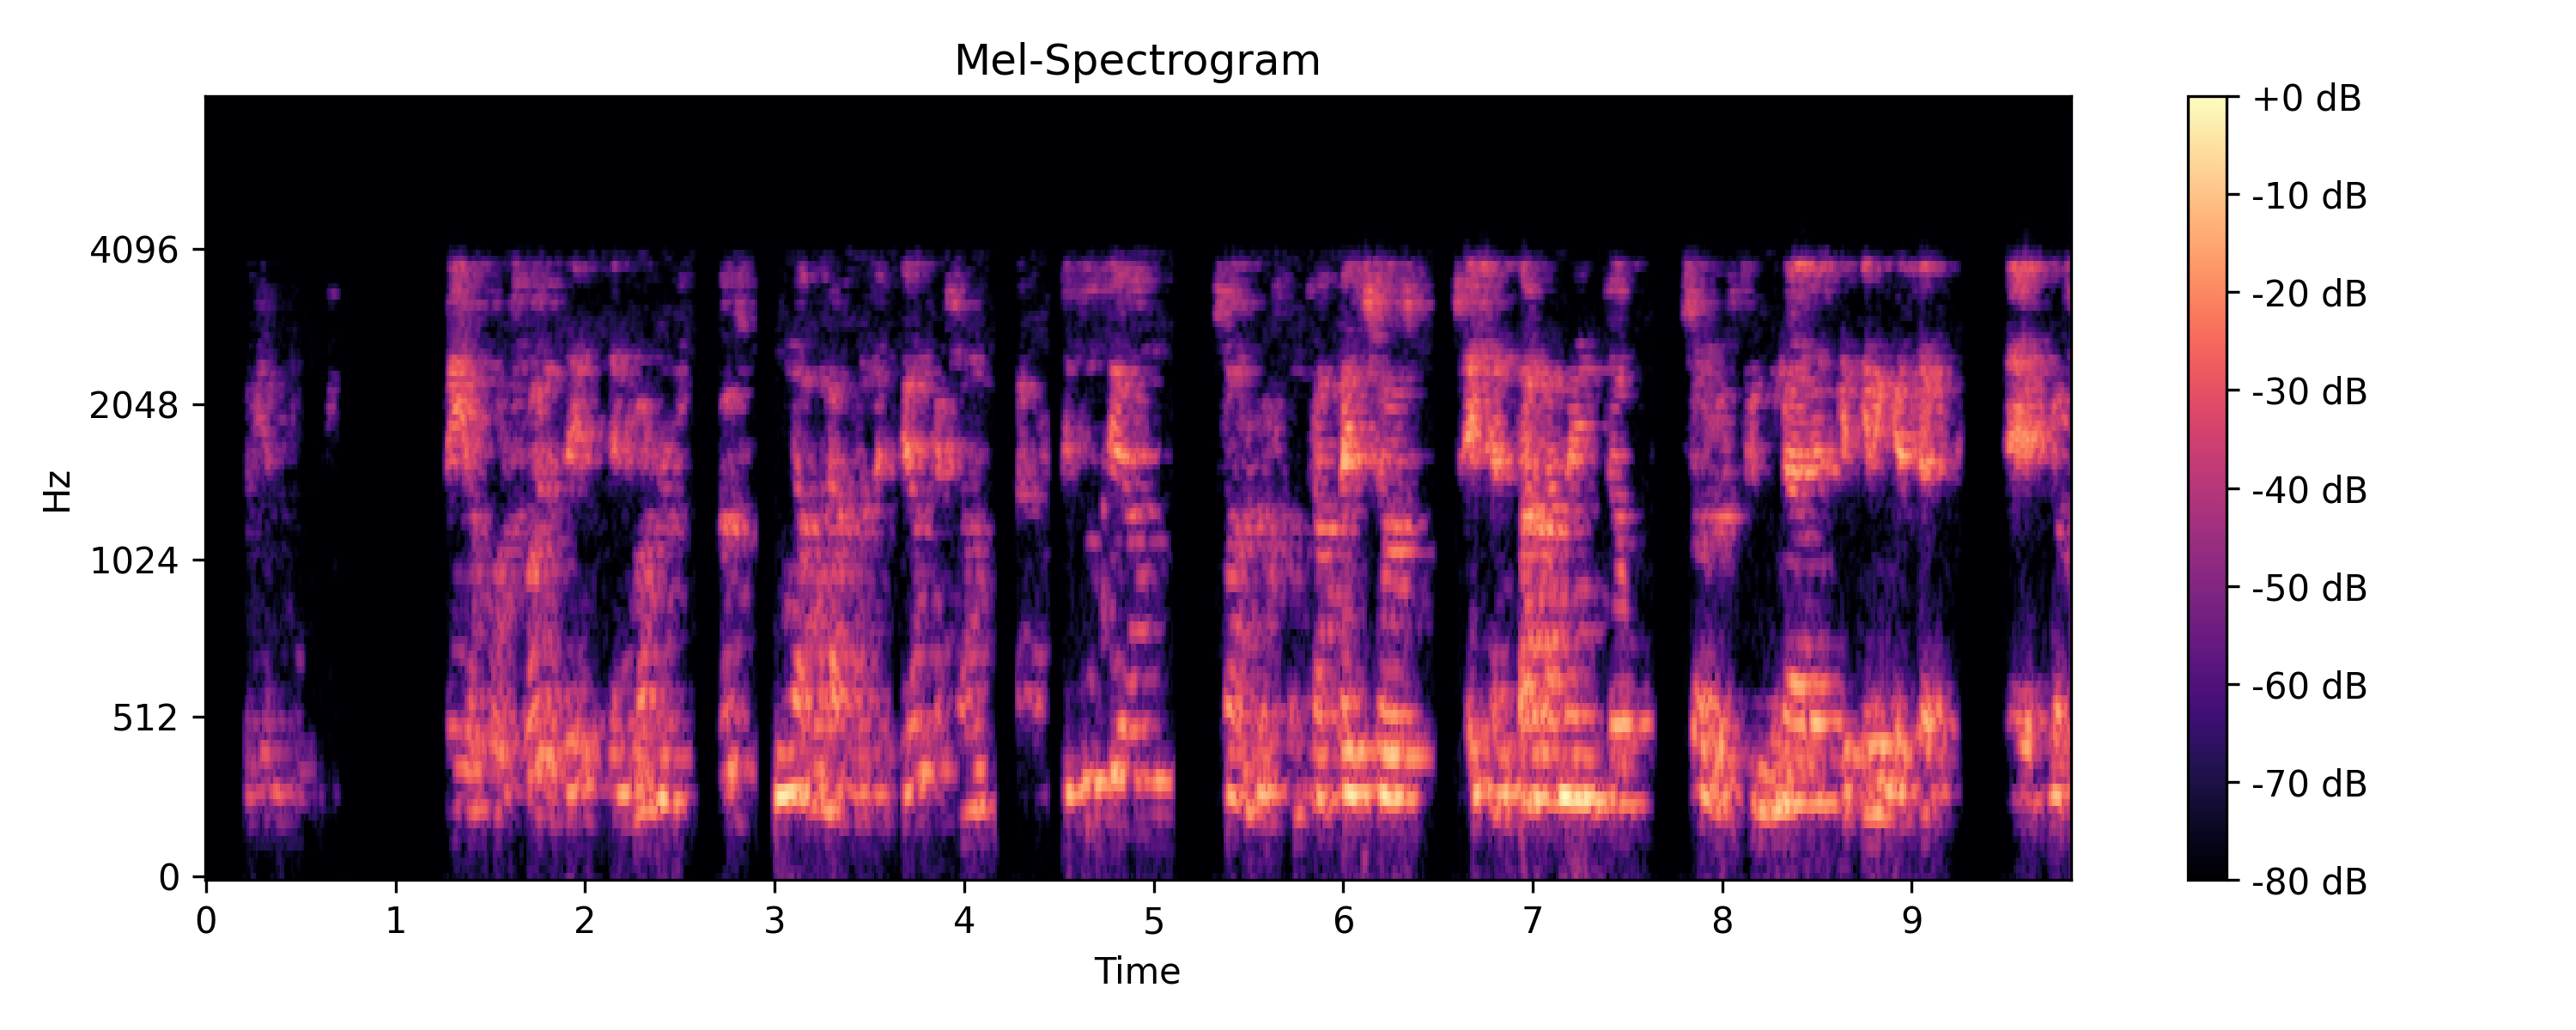 Mel-Spectrogram
+0 dB
-10 dB
-20 dB
-30 dB
-40 dB
-50 dB
-60 dB
-70 dB
-80 dB
4096
2048
1024
512
0
Hz
0 1 2 3 4 5 6 7 8 9
Time